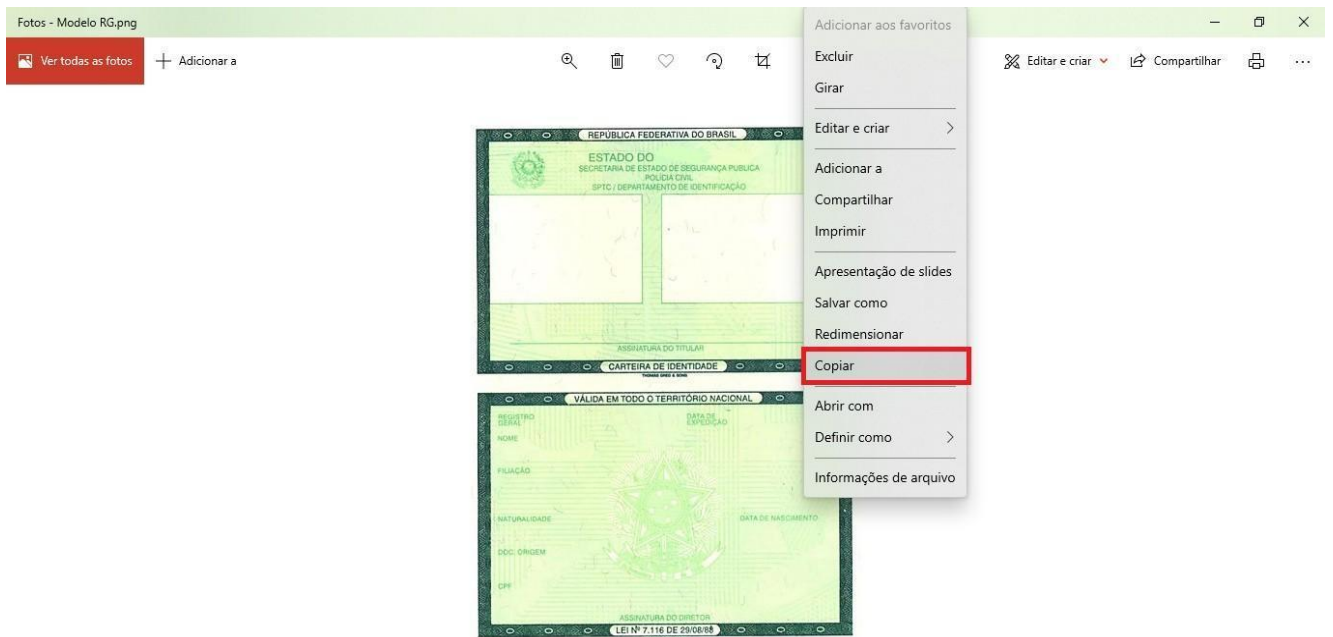 Fotos - Modelo RG.png
Ver todas as fotos
Adicionar a
Editar e criar
Compartilhar
Adicionar aos favoritos
Excluir
Girar
Editar e criar
Adicionar a
Compartilhar
Imprimir
Apresentação de slides
Salvar como
Redimensionar
Copiar
Abrir com
Definir como
Informações de arquivo
REPÚBLICA FEDERATIVA DO BRASIL
ESTADO DO
SECRETARIA DE ESTADO DE SEGURANÇA PUBLICA
POLÍCIA CIVIL
SPTC / DEPARTAMENTO DE IDENTIFICAÇÃO
ASSINATURA DO TITULAR
CARTEIRA DE IDENTIDADE
THOMAS GREG & SONS
VÁLIDA EM TODO O TERRITÓRIO NACIONAL
REGISTRO GERAL
DATA DE EXPEDIÇÃO
NOME
FILIAÇÃO
NATURALIDADE
DATA DE NASCIMENTO
DOC. ORIGEM
CPF
ASSINATURA DO DIRETOR
LEI Nº 7.116 DE 29/08/83